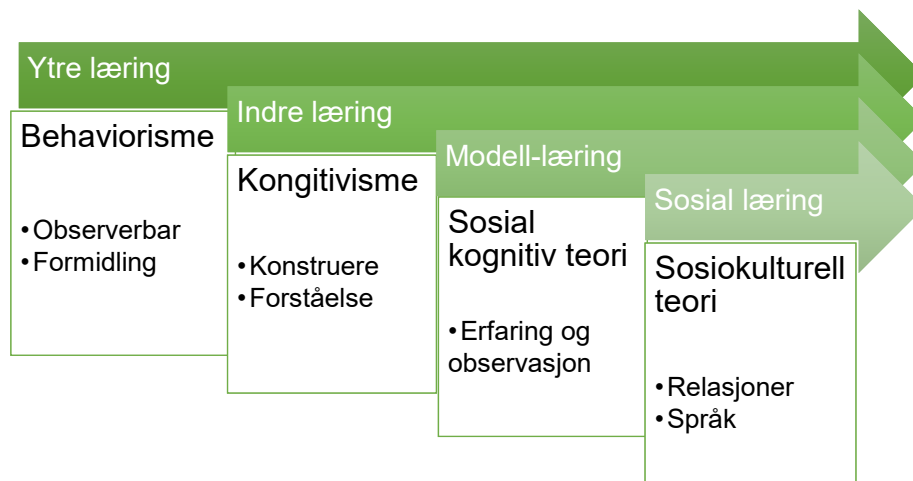 Ytre læring
Behaviorisme
•Observerbar
•Formidling
Indre læring
Kongitivisme
•Konstruere
•Forståelse
Modell-læring
Sosial
kognitiv teori
•Erfaring og
observasjon
Sosial læring
Sosiokulturell
teori
•Relasjoner
•Språk